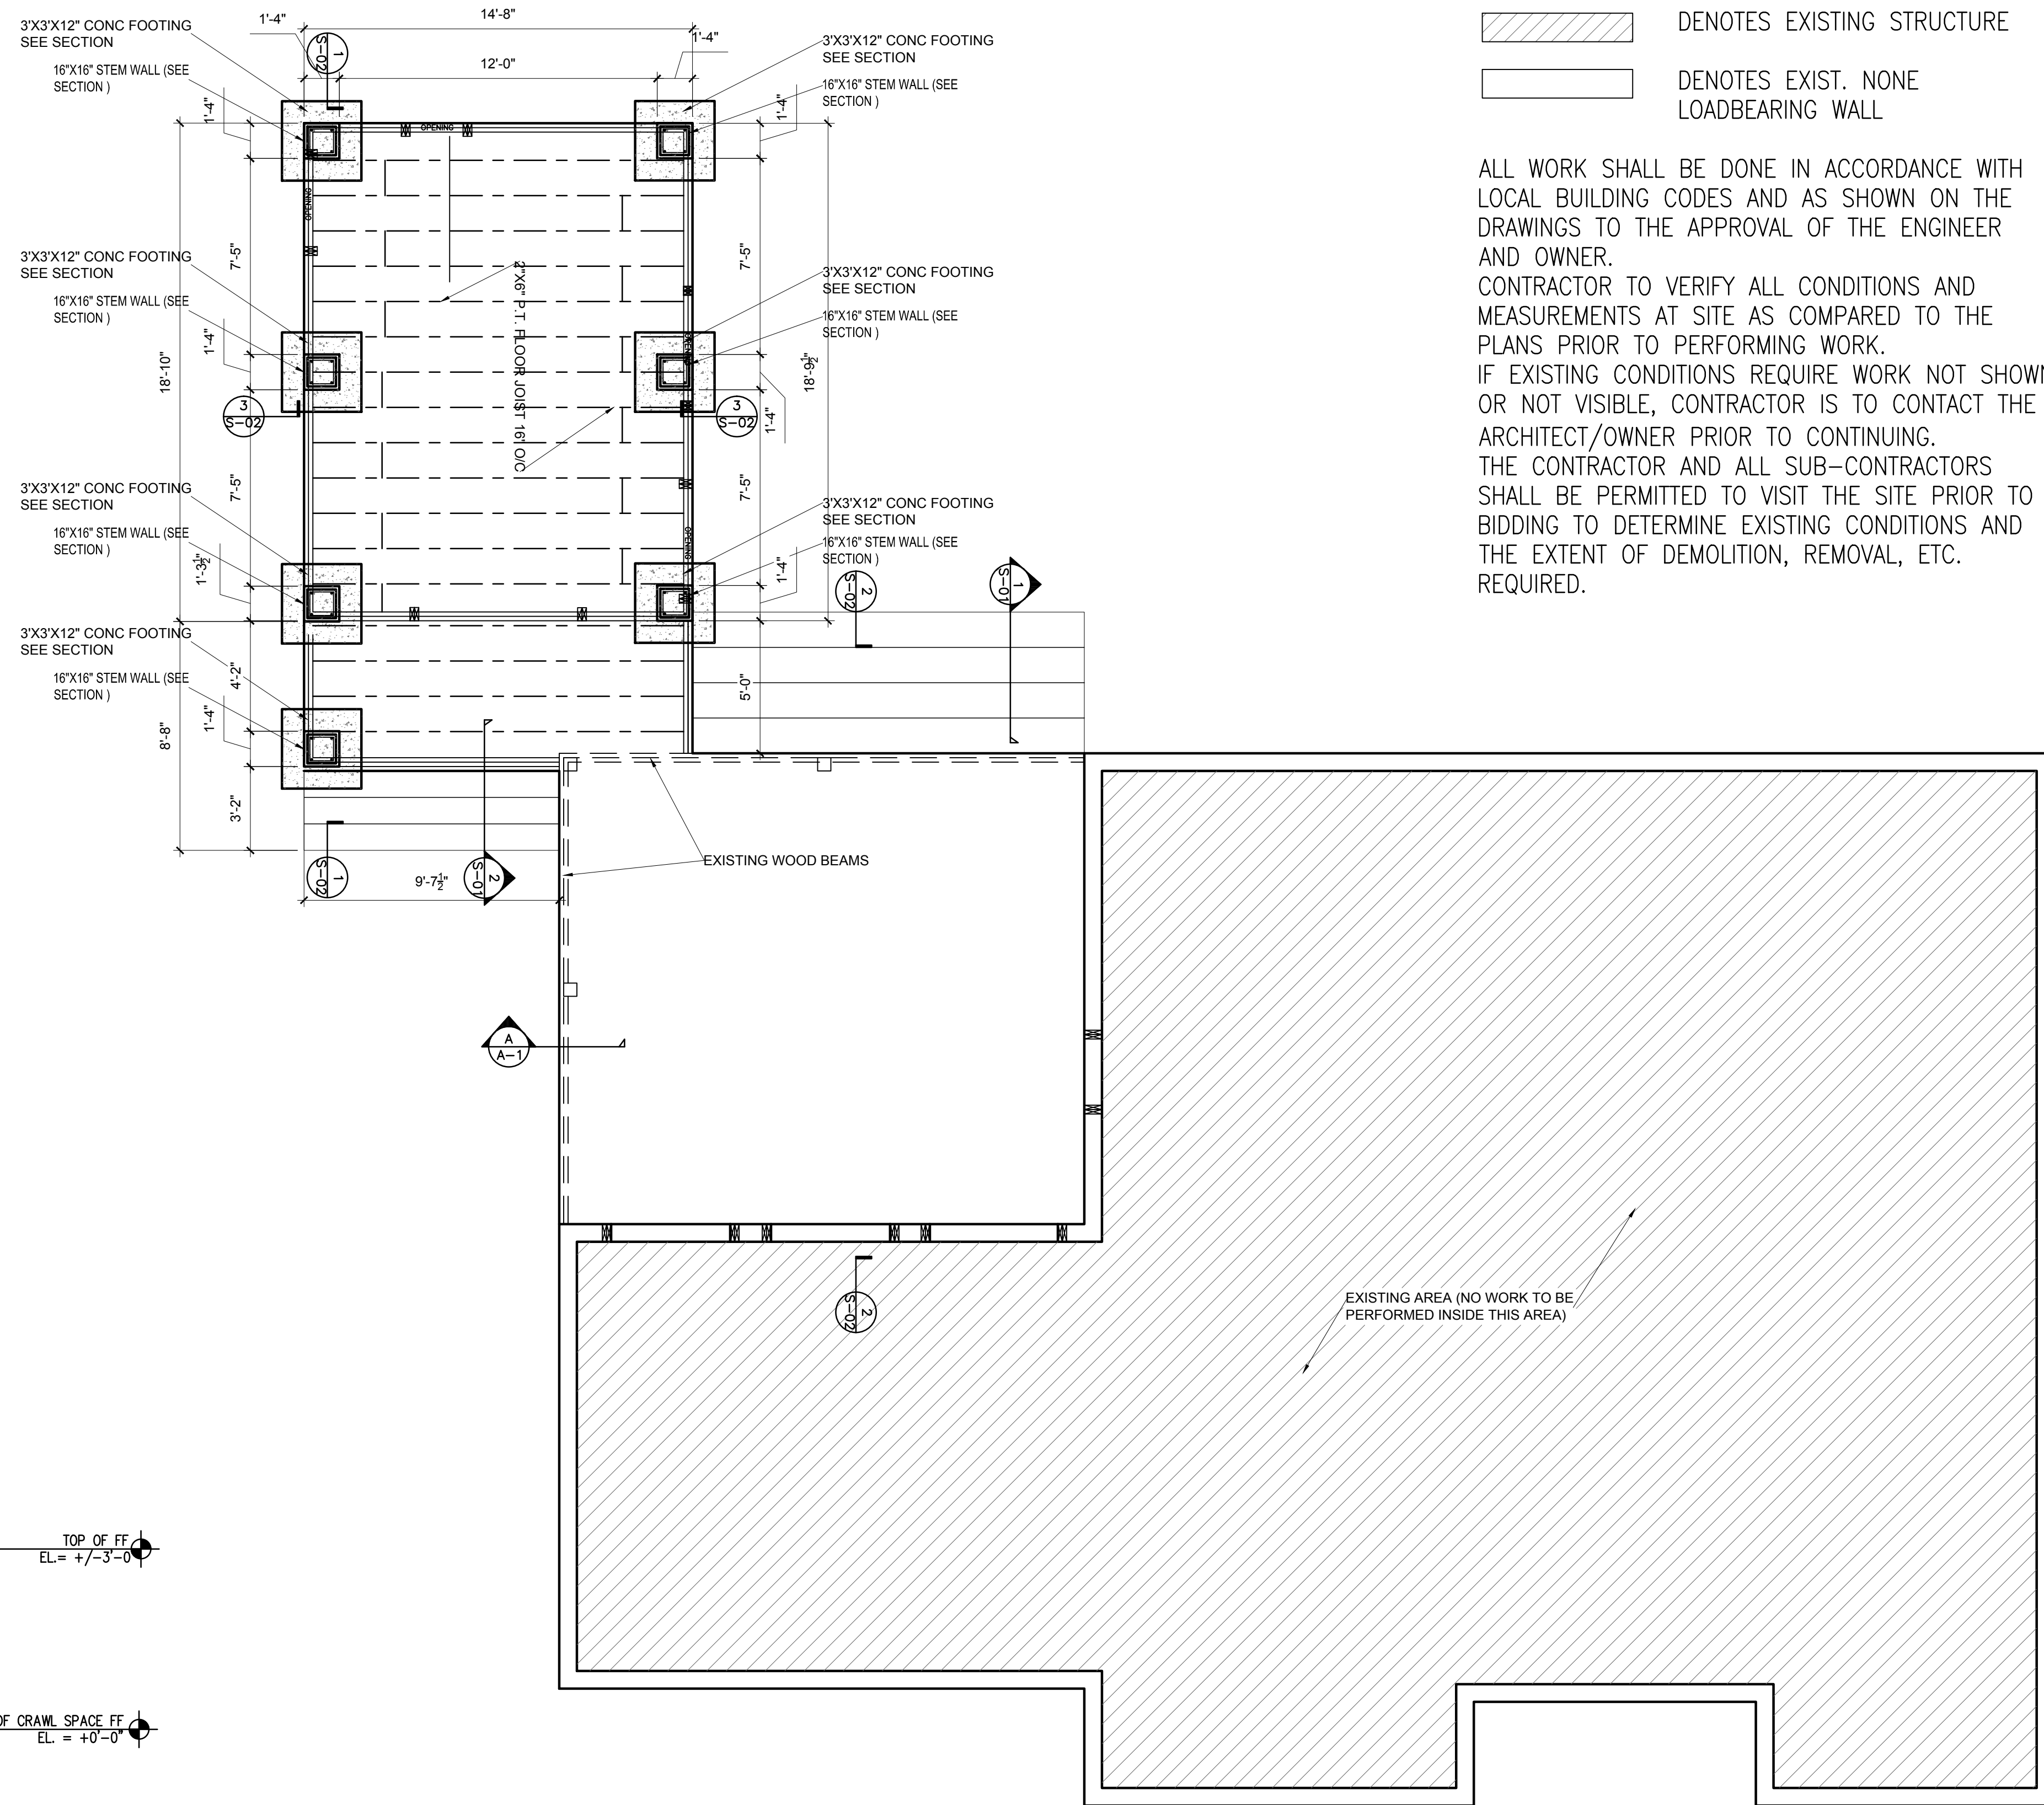 3'X3'X12" CONC FOOTING
SEE SECTION
16"X16" STEM WALL (SEE
SECTION )
1'-4"
14'-8"
1'-4"
12'-0"
1
S-02
3'X3'X12" CONC FOOTING
SEE SECTION
16"X16" STEM WALL (SEE
SECTION )
1'-4"
1'-4"
OPENING
OPENING
3'X3'X12" CONC FOOTING
SEE SECTION
16"X16" STEM WALL (SEE
SECTION )
7'-5"
1'-4"
18'-10"
2"X6" P.T. FLOOR JOIST 16' O/C
7'-5"
3'X3'X12" CONC FOOTING
SEE SECTION
16"X16" STEM WALL (SEE
SECTION )
OPENING
18'-9½"
1'-4"
3
S-02
3
S-02
3'X3'X12" CONC FOOTING
SEE SECTION
16"X16" STEM WALL (SEE
SECTION )
7'-5"
1'-3½"
7'-5"
3'X3'X12" CONC FOOTING
SEE SECTION
16"X16" STEM WALL (SEE
SECTION )
OPENING
1'-4"
2
S-02
1
S-01
3'X3'X12" CONC FOOTING
SEE SECTION
16"X16" STEM WALL (SEE
SECTION )
4'-2"
1'-4"
8'-8"
3'-2"
5'-0"
1
S-02
9'-7½"
2
S-01
EXISTING WOOD BEAMS
A
A-1
2
S-02
EXISTING AREA (NO WORK TO BE
PERFORMED INSIDE THIS AREA)
TOP OF FF
EL.= +/-3'-0
OF CRAWL SPACE FF
EL. = +0'-0"
DENOTES EXISTING STRUCTURE
DENOTES EXIST. NONE
LOADBEARING WALL
ALL WORK SHALL BE DONE IN ACCORDANCE WITH
LOCAL BUILDING CODES AND AS SHOWN ON THE
DRAWINGS TO THE APPROVAL OF THE ENGINEER
AND OWNER.
CONTRACTOR TO VERIFY ALL CONDITIONS AND
MEASUREMENTS AT SITE AS COMPARED TO THE
PLANS PRIOR TO PERFORMING WORK.
IF EXISTING CONDITIONS REQUIRE WORK NOT SHOWN
OR NOT VISIBLE, CONTRACTOR IS TO CONTACT THE
ARCHITECT/OWNER PRIOR TO CONTINUING.
THE CONTRACTOR AND ALL SUB-CONTRACTORS
SHALL BE PERMITTED TO VISIT THE SITE PRIOR TO
BIDDING TO DETERMINE EXISTING CONDITIONS AND
THE EXTENT OF DEMOLITION, REMOVAL, ETC.
REQUIRED.